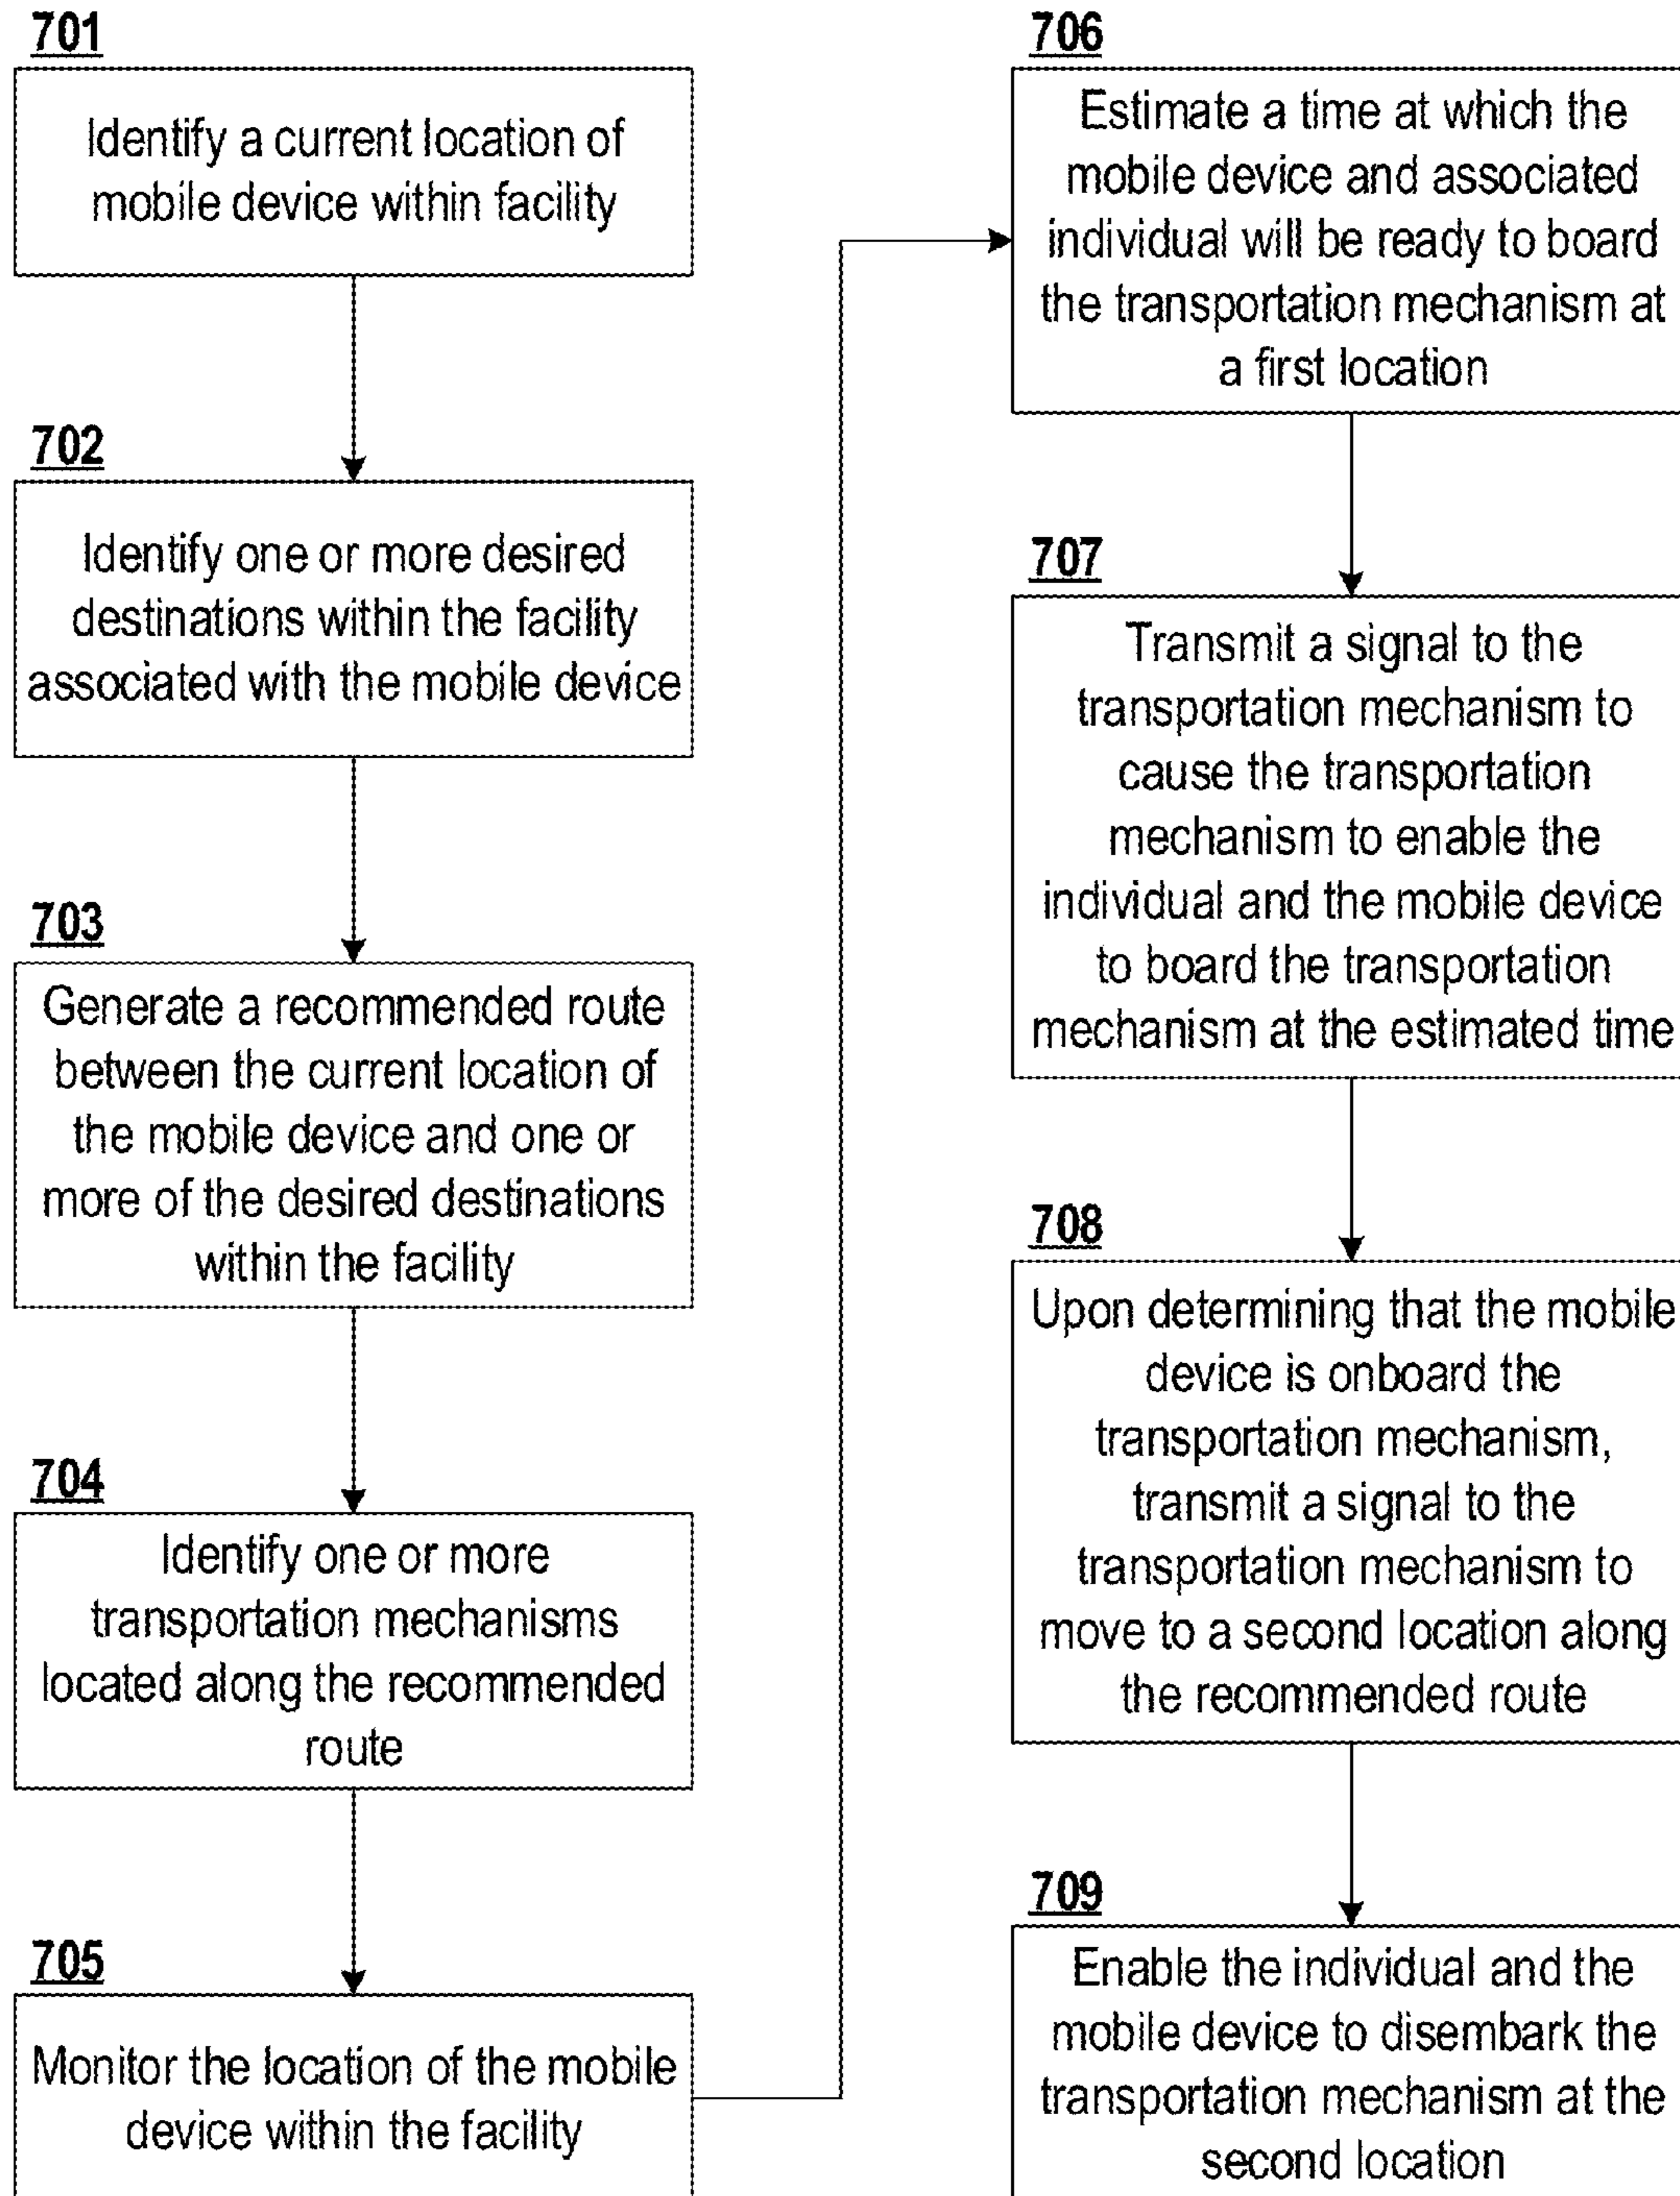 701
Identify a current location of
mobile device within facility
702
Identify one or more desired
destinations within the facility
associated with the mobile device
703
Generate a recommended route
between the current location of
the mobile device and one or
more of the desired destinations
within the facility
704
Identify one or more
transportation mechanisms
located along the recommended
route
705
Monitor the location of the mobile
device within the facility
706
Estimate a time at which the
mobile device and associated
individual will be ready to board
the transportation mechanism at
a first location
707
Transmit a signal to the
transportation mechanism to
cause the transportation
mechanism to enable the
individual and the mobile device
to board the transportation
mechanism at the estimated time
708
Upon determining that the mobile
device is onboard the
transportation mechanism,
transmit a signal to the
transportation mechanism to
move to a second location along
the recommended route
709
Enable the individual and the
mobile device to disembark the
transportation mechanism at the
second location